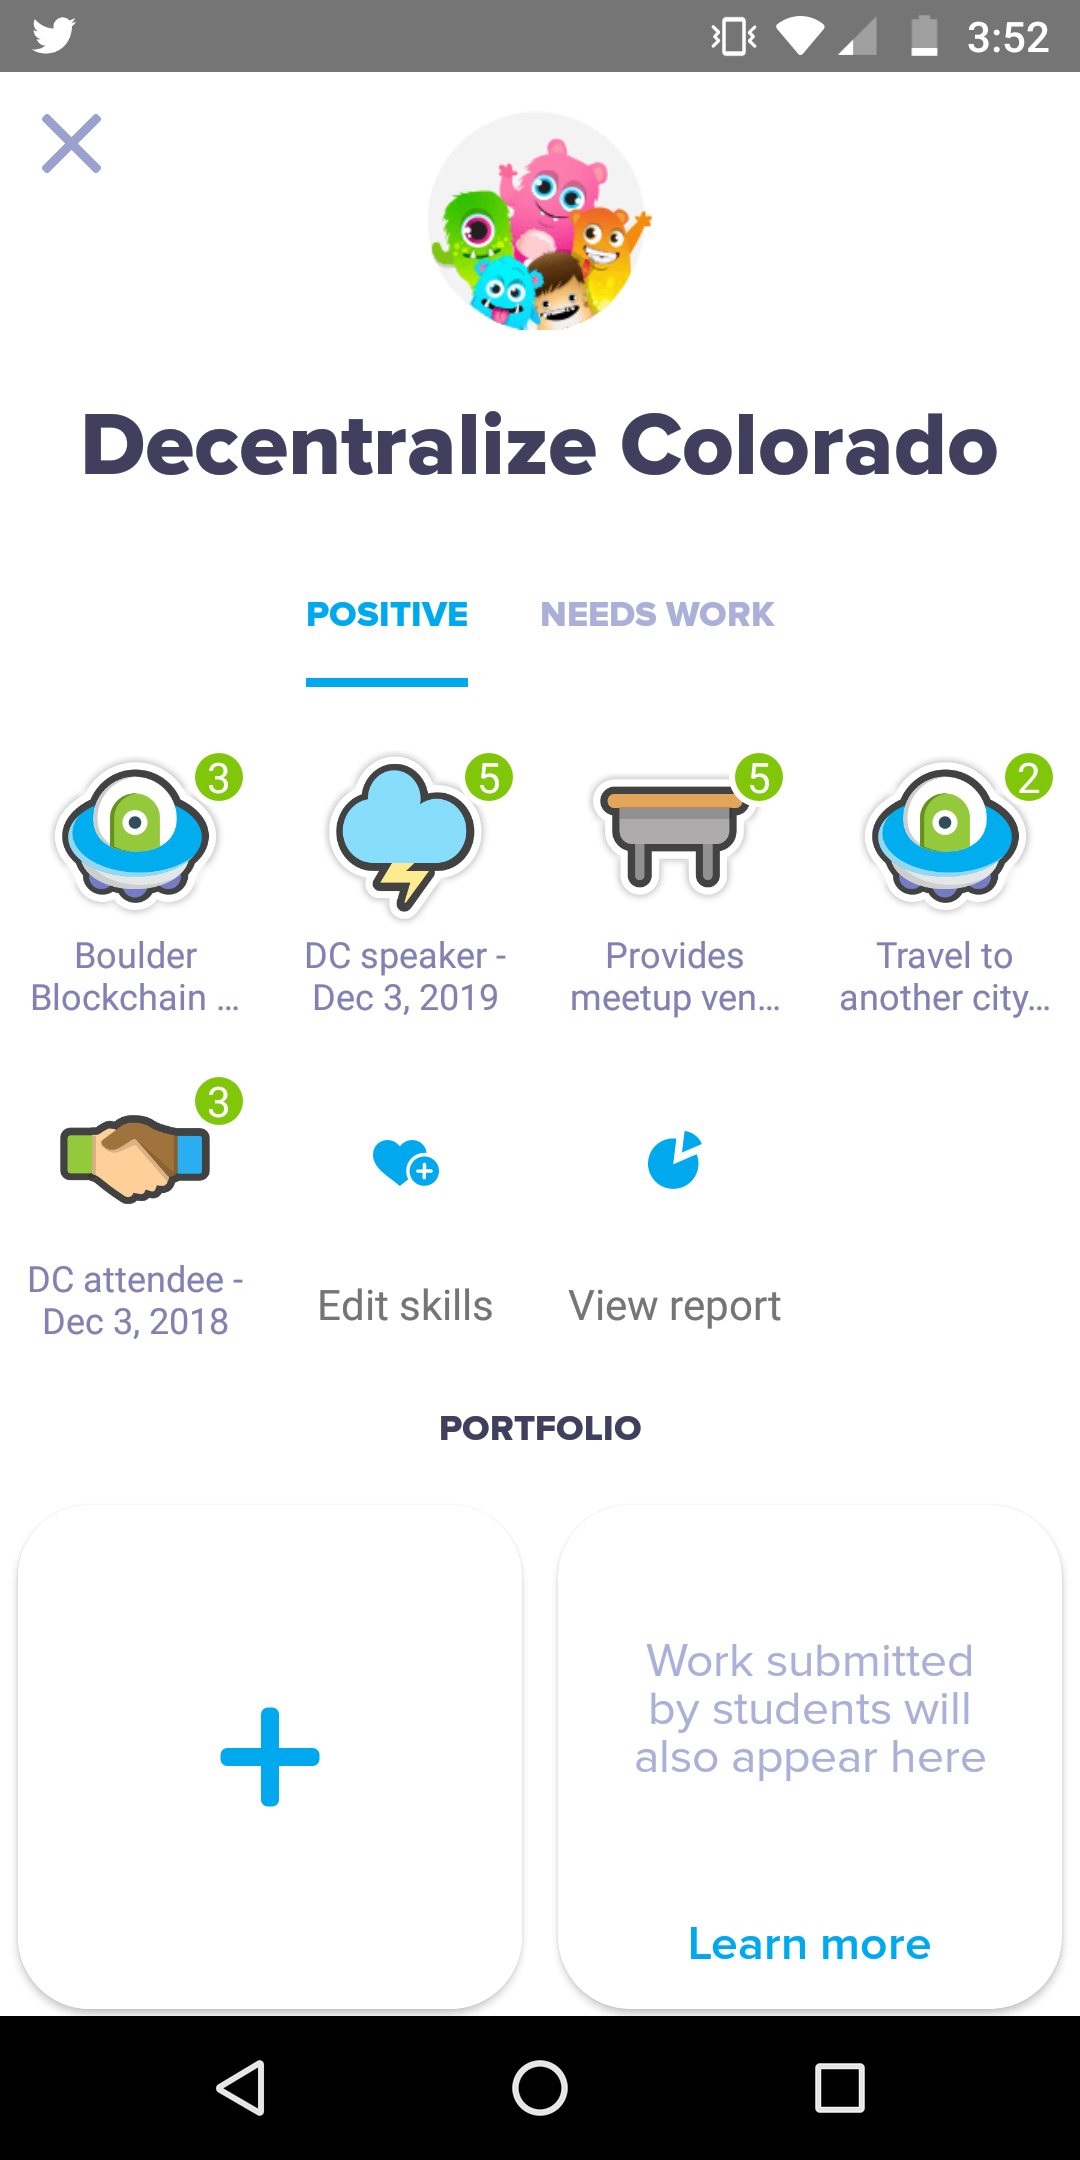 3:52
Decentralize Colorado
POSITIVE NEEDS WORK
3 5 5 2
Boulder
Blockchain ...
DC speaker -
Dec 3, 2019
Provides
meetup ven...
Travel to
another city...
3
DC attendee -
Dec 3, 2018
Edit skills
View report
PORTFOLIO
Work submitted
by students will
also appear here
Learn more